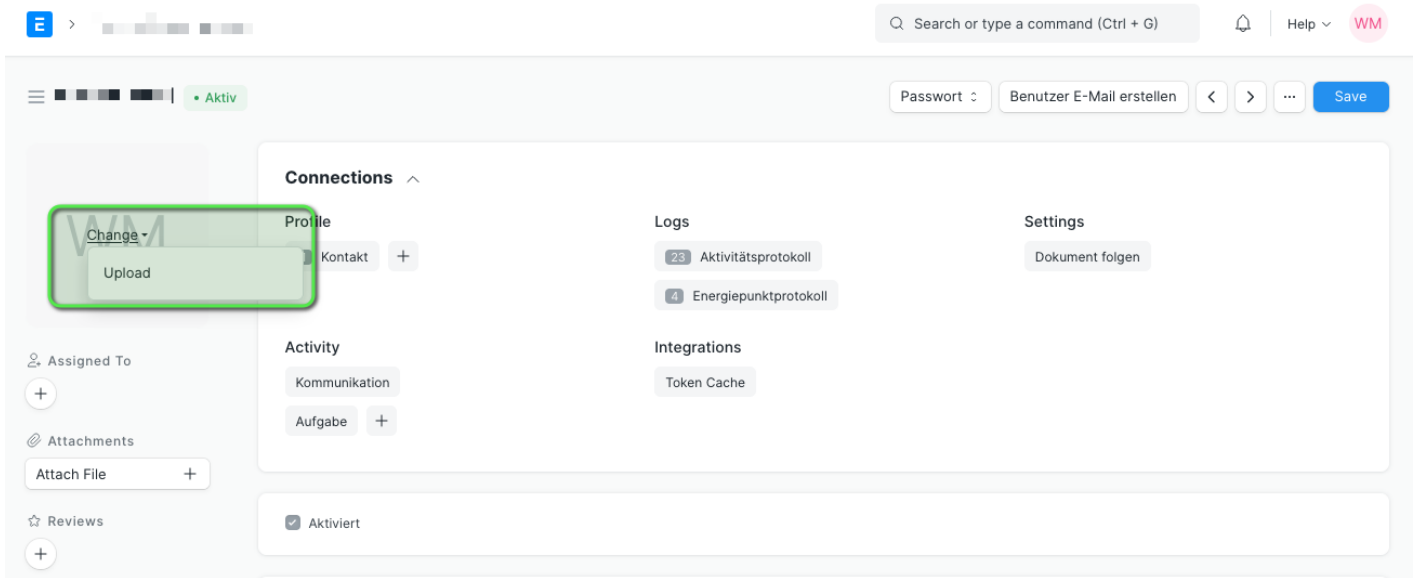 E > Search or type a command (Ctrl + G) Help WM
• Aktiv Passwort Benutzer E-Mail erstellen < > ... Save
WM
Change
Upload
Connections
Profile Logs Settings
Kontakt + 23 Aktivitätsprotokoll Dokument folgen
4 Energiepunktprotokoll
Activity Integrations
Kommunikation Token Cache
Aufgabe +
Assigned To
+
Attachments
Attach File +
Reviews
+
Aktiviert